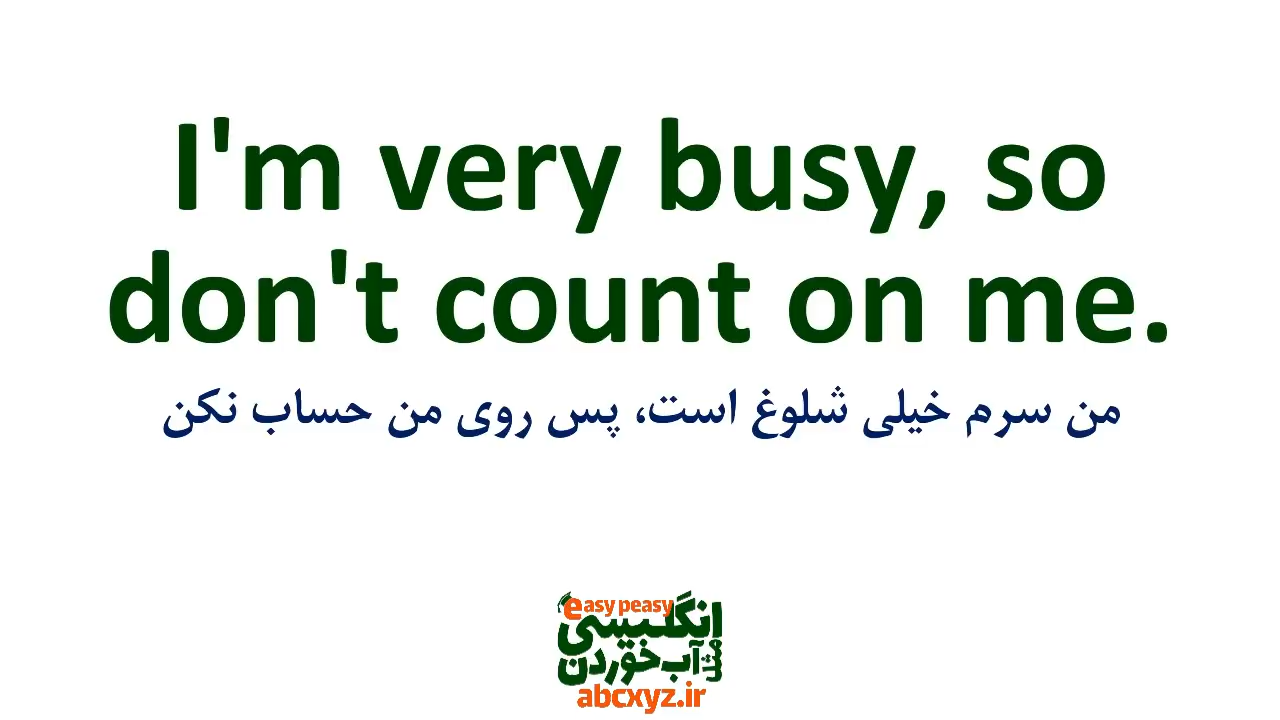 I'm very busy, so
don't count on me.
من سرم خیلی شلوغ است، پس روی من حساب نکن
easy peasy
انگلیسی
مثل آب خوردن
abcxyz.ir